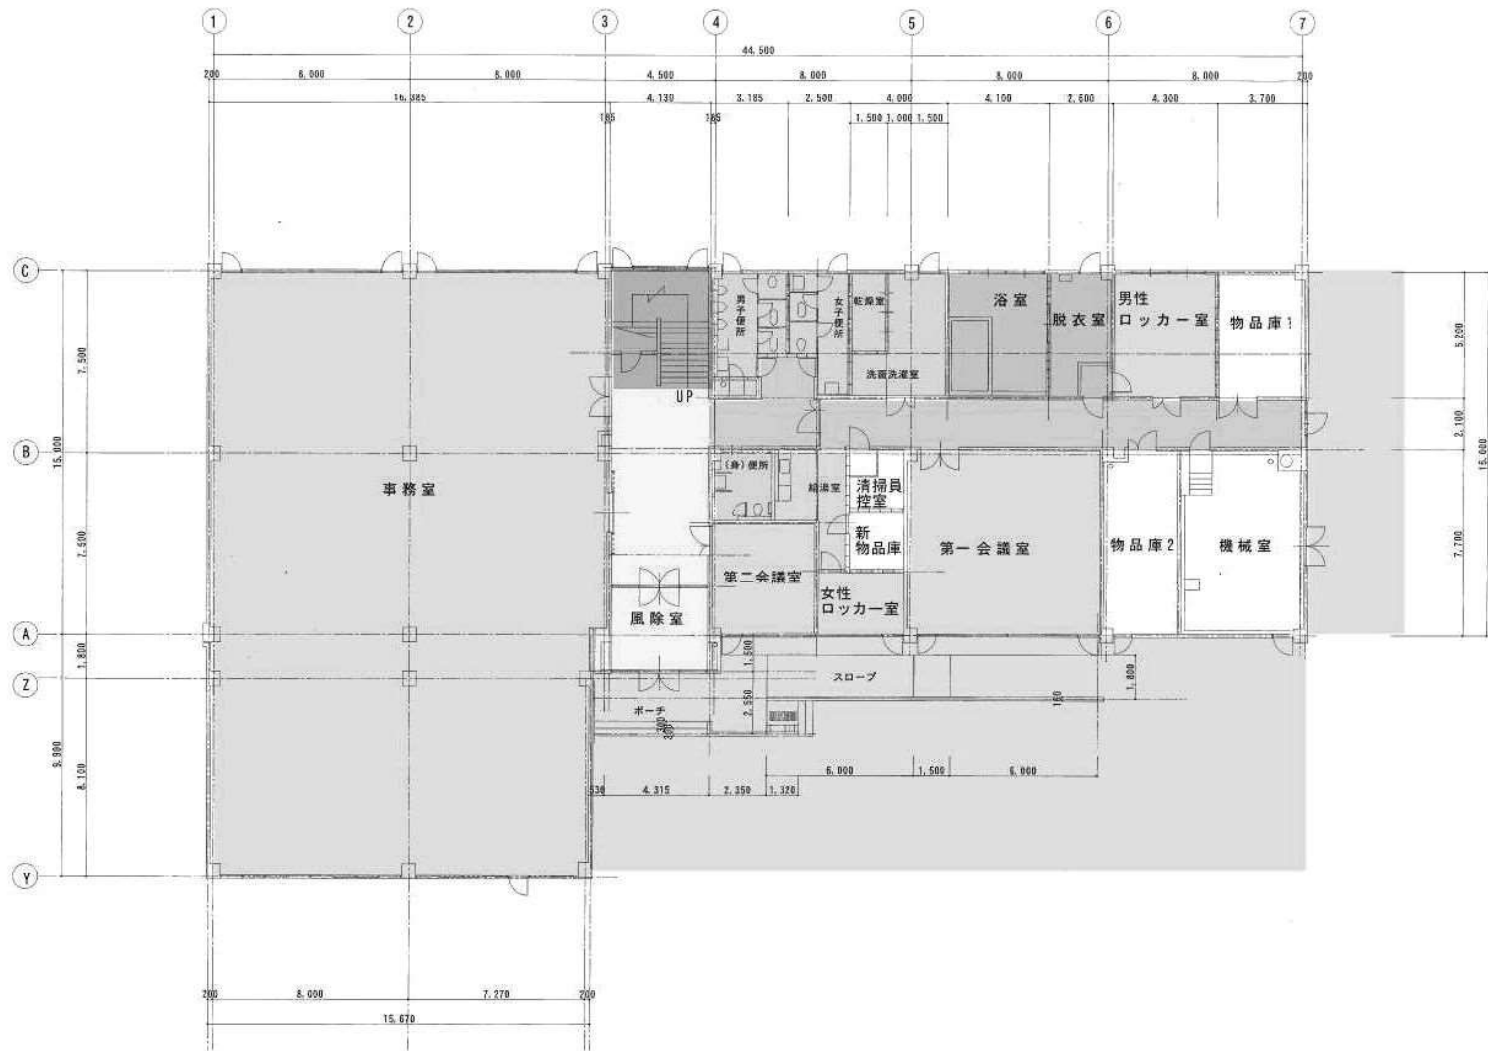 1 2 3 4 5 6 7
44,500
200 8,000 8,000 4,500 8,000 8,000 8,000 200
16,385 4,130 3,185 2,500 4,000 4,100 2,600 4,300 3,700
185 185 1,500 1,000 1,500
C
男子便所
女子便所
乾燥室
浴室
脱衣室
男性
ロッカー室
物品庫1
洗面洗濯室
UP
7,500
5,200
15,000
2,100
15,000
B
事務室
(身)便所
給湯室
清掃員
控室
新
物品庫
第一会議室
物品庫2
機械室
7,500
7,700
第二会議室
女性
ロッカー室
風除室
A
1,800
1,500
スロープ
1,800
Z
ポーチ
2,550
300
300
150
9,900
8,100
6,000 1,500 6,000
530 4,315 2,350 1,320
Y
200 8,000 7,270 200
15,670